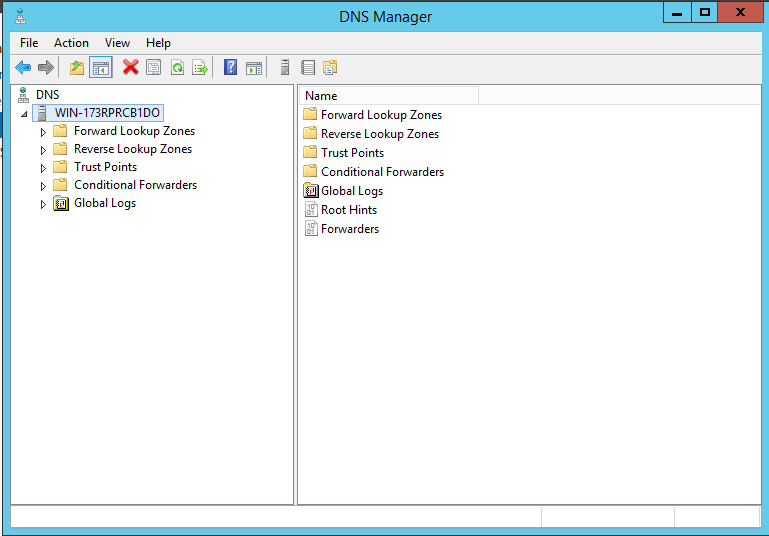 DNS Manager
File Action View Help
DNS
WIN-173RPRCB1DO
Forward Lookup Zones
Reverse Lookup Zones
Trust Points
Conditional Forwarders
Global Logs
Name
Forward Lookup Zones
Reverse Lookup Zones
Trust Points
Conditional Forwarders
Global Logs
Root Hints
Forwarders